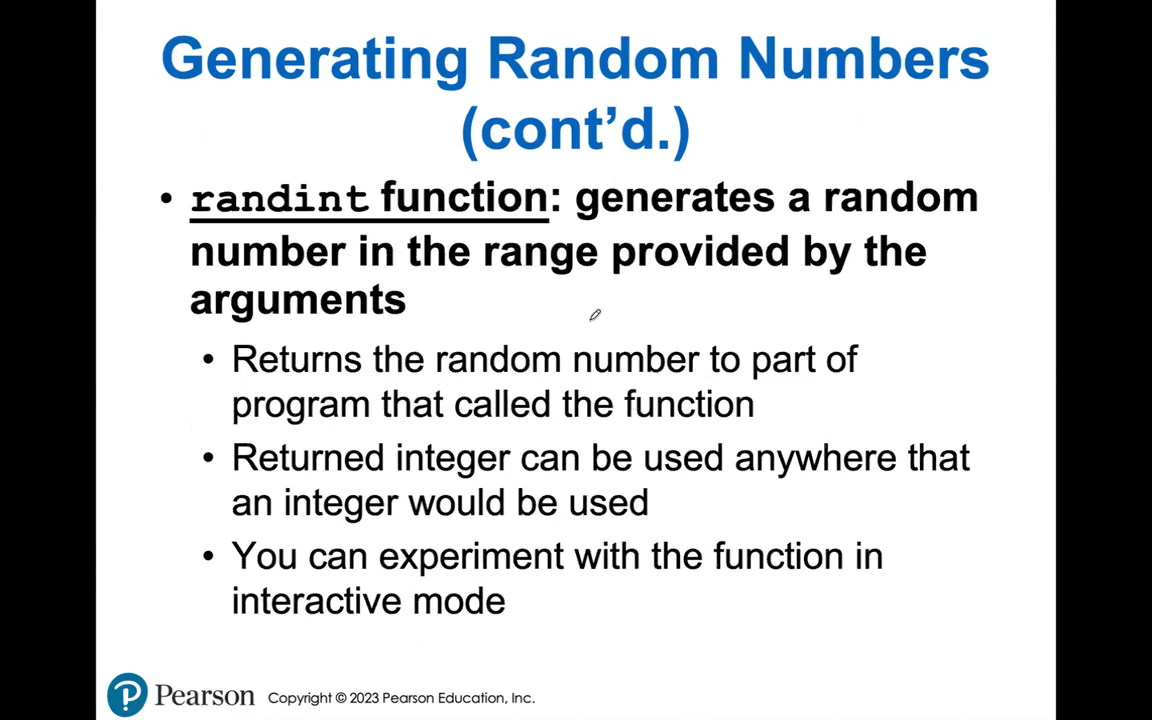 Generating Random Numbers
(cont’d.)
• randint function: generates a random
number in the range provided by the
arguments
• Returns the random number to part of
program that called the function
• Returned integer can be used anywhere that
an integer would be used
• You can experiment with the function in
interactive mode
Pearson Copyright © 2023 Pearson Education, Inc.